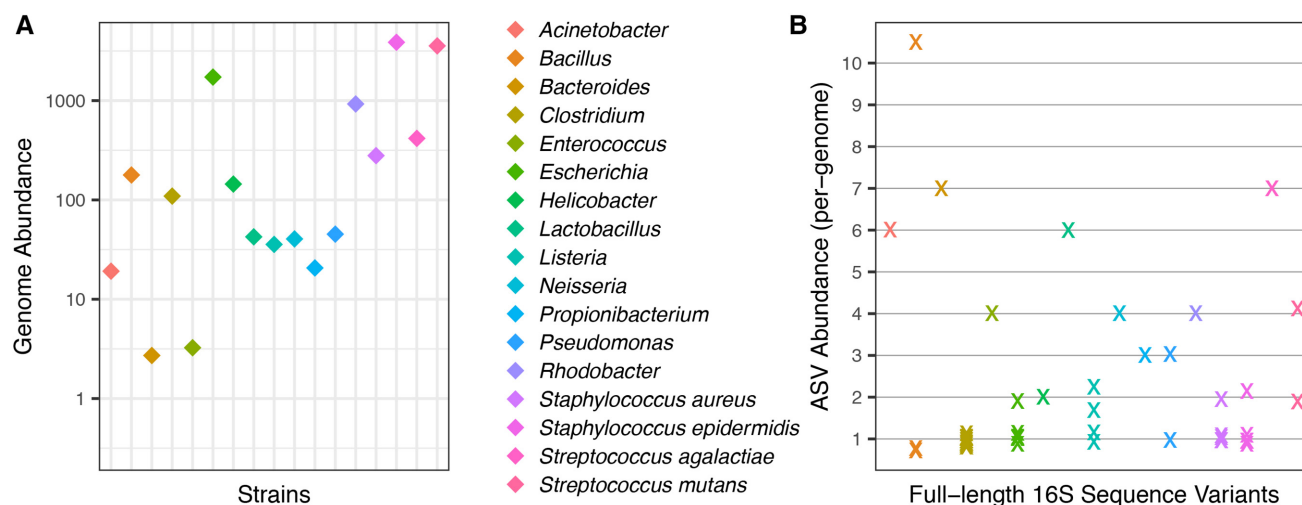 A
Genome Abundance
1000
100
10
1
Strains
Acinetobacter
Bacillus
Bacteroides
Clostridium
Enterococcus
Escherichia
Helicobacter
Lactobacillus
Listeria
Neisseria
Propionibacterium
Pseudomonas
Rhodobacter
Staphylococcus aureus
Staphylococcus epidermidis
Streptococcus agalactiae
Streptococcus mutans
B
ASV Abundance (per−genome)
10
9
8
7
6
5
4
3
2
1
Full−length 16S Sequence Variants